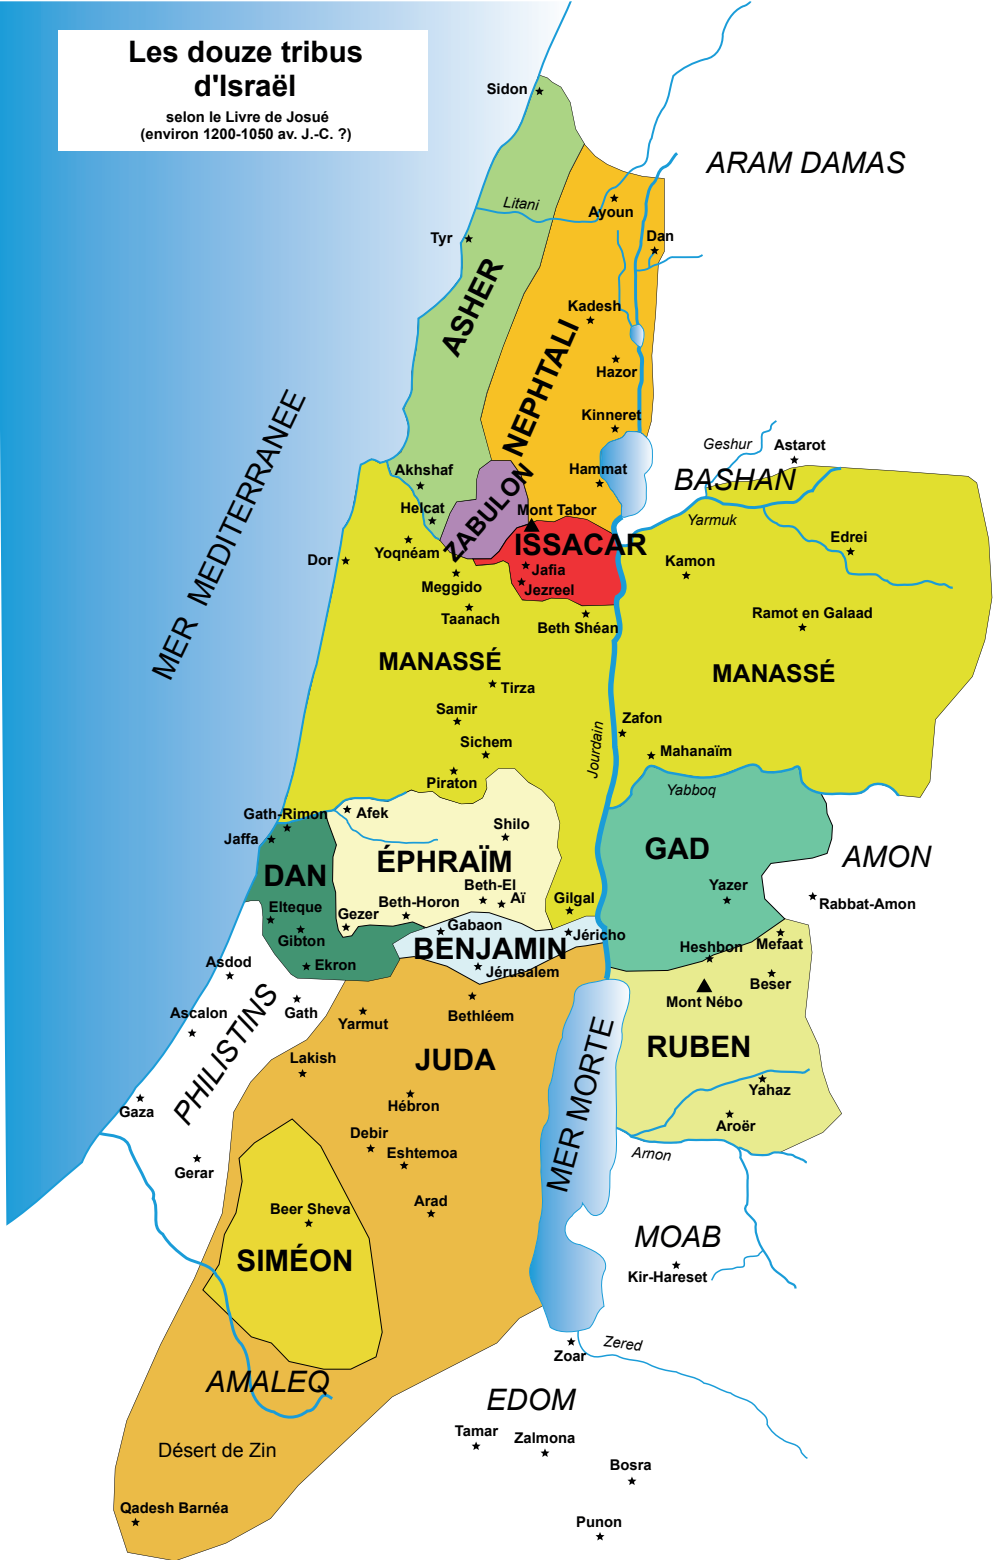 Les douze tribus
d'Israël
selon le Livre de Josué
(environ 1200-1050 av. J.-C. ?)
Sidon
ARAM DAMAS
Litani
Ayoun
Tyr
Dan
ASHER
Kadesh
NEPHTALI
Hazor
Kinneret
MER MEDITERRANEE
Geshur
Astarot
Akhshaf
Hammat
BASHAN
Helcat
ZABULON
Mont Tabor
Yarmuk
Yoqnéam
ISSACAR
Edrei
Dor
Jafia
Kamon
Meggido
Jezreel
Taanach
Beth Shéan
Ramot en Galaad
MANASSÉ
MANASSÉ
Tirza
Samir
Zafon
Sichem
Jourdain
Mahanaïm
Piraton
Yabboq
Gath-Rimon
Afek
Jaffa
Shilo
GAD
DAN
ÉPHRAÏM
AMON
Beth-El
Yazer
Elteque
Gezer
Beth-Horon
Aï
Gilgal
Rabbat-Amon
Gibton
Gabaon
Jéricho
BENJAMIN
Heshbon
Mefaat
Asdod
Ekron
Jérusalem
Beser
Ascalon
Gath
Yarmut
Bethléem
Mont Nébo
PHILISTINS
Lakish
JUDA
MER MORTE
RUBEN
Gaza
Hébron
Yahaz
Debir
Aroër
Eshtemoa
Arnon
Gerar
Arad
Beer Sheva
MOAB
SIMÉON
Kir-Hareset
Zered
Zoar
AMALEQ
EDOM
Tamar
Zalmona
Désert de Zin
Bosra
Qadesh Barnéa
Punon